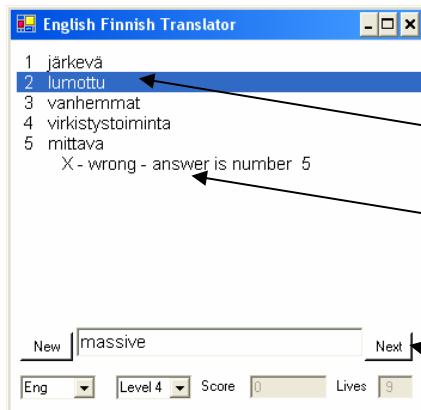 English Finnish Translator
1 järkevä
2 lumottu
3 vanhemmat
4 virkistystoiminta
5 mittava
X - wrong - answer is number 5
New massive Next
Eng Level 4 Score 0 Lives 9